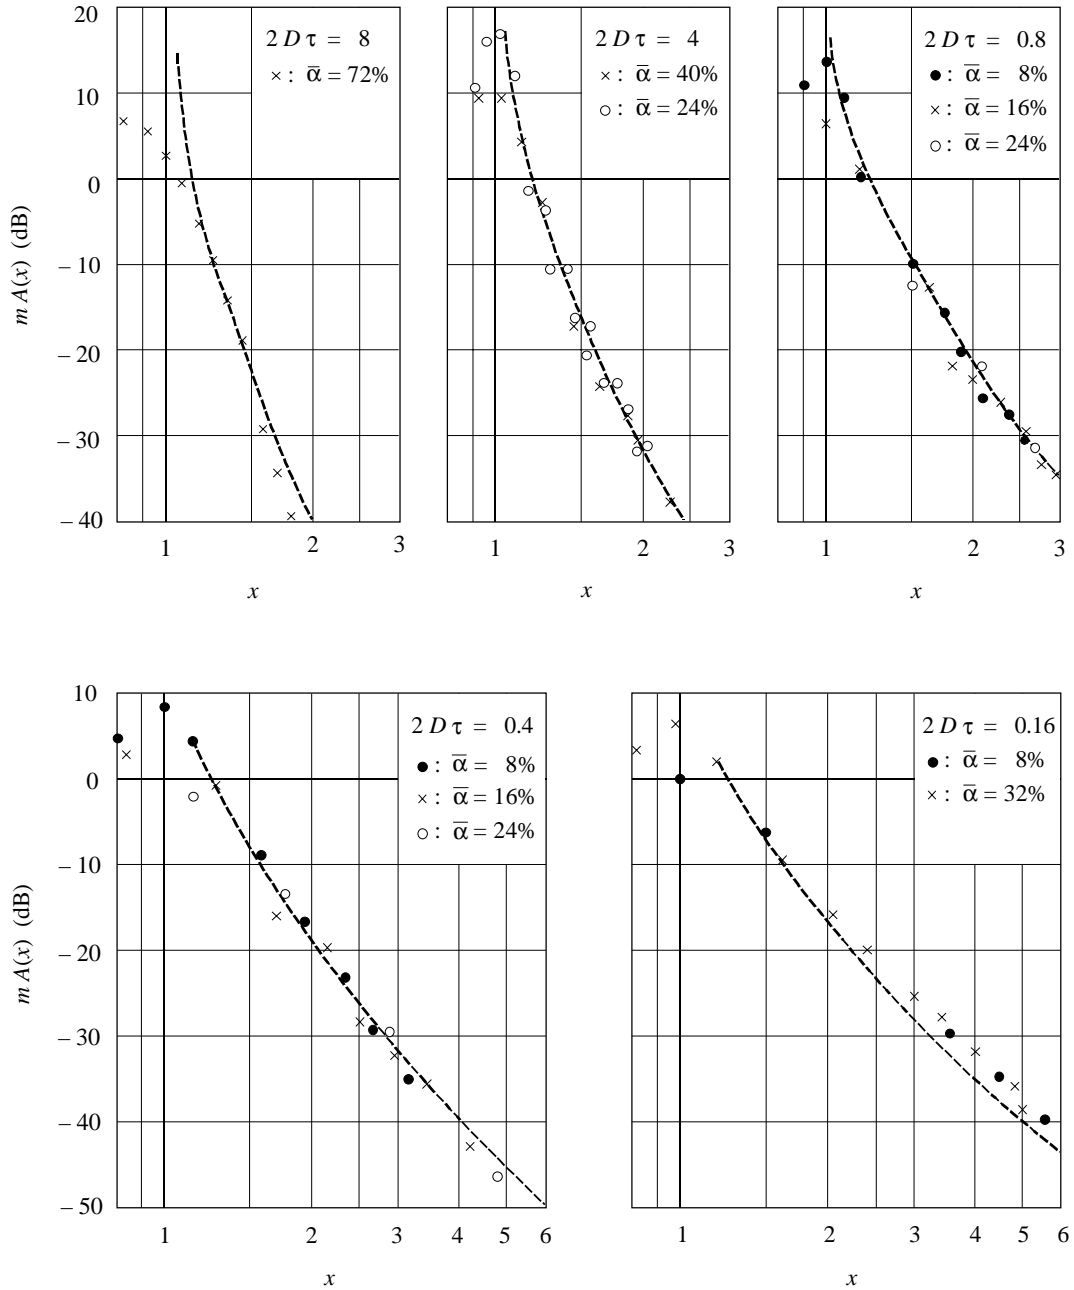 20
10
0
– 10
– 20
– 30
– 40
m A(x) (dB)
2 D τ = 8
× : α̅ = 72%
1 2 3
x
2 D τ = 4
× : α̅ = 40%
○ : α̅ = 24%
1 2 3
x
2 D τ = 0.8
● : α̅ = 8%
× : α̅ = 16%
○ : α̅ = 24%
1 2 3
x
10
0
– 10
– 20
– 30
– 40
– 50
m A(x) (dB)
2 D τ = 0.4
● : α̅ = 8%
× : α̅ = 16%
○ : α̅ = 24%
1 2 3 4 5 6
x
2 D τ = 0.16
● : α̅ = 8%
× : α̅ = 32%
1 2 3 4 5 6
x